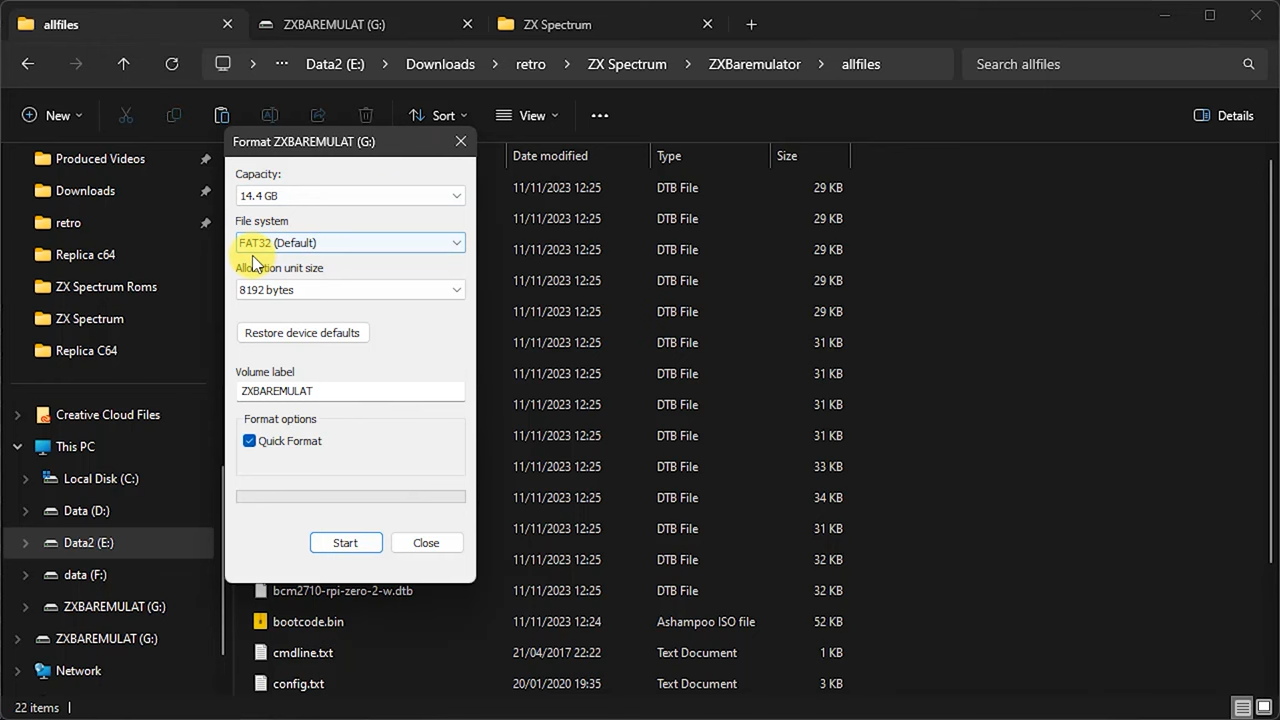 allfiles
ZXBAREMULAT (G:)
ZX Spectrum
Data2 (E:)
Downloads
retro
ZX Spectrum
ZXBaremulator
allfiles
Search allfiles
New
Sort
View
Details
Produced Videos
Downloads
retro
Replica c64
ZX Spectrum Roms
ZX Spectrum
Replica C64
Creative Cloud Files
This PC
Local Disk (C:)
Data (D:)
Data2 (E:)
data (F:)
ZXBAREMULAT (G:)
ZXBAREMULAT (G:)
Network
Format ZXBAREMULAT (G:)
Capacity:
14.4 GB
File system
FAT32 (Default)
Allocation unit size
8192 bytes
Restore device defaults
Volume label
ZXBAREMULAT
Format options
Quick Format
Start
Close
Date modified Type Size
11/11/2023 12:25 DTB File 29 KB
11/11/2023 12:25 DTB File 29 KB
11/11/2023 12:25 DTB File 29 KB
11/11/2023 12:25 DTB File 29 KB
11/11/2023 12:25 DTB File 29 KB
11/11/2023 12:25 DTB File 31 KB
11/11/2023 12:25 DTB File 31 KB
11/11/2023 12:25 DTB File 31 KB
11/11/2023 12:25 DTB File 31 KB
11/11/2023 12:25 DTB File 33 KB
11/11/2023 12:25 DTB File 34 KB
11/11/2023 12:25 DTB File 31 KB
11/11/2023 12:25 DTB File 32 KB
bcm2710-rpi-zero-2-w.dtb 11/11/2023 12:25 DTB File 32 KB
bootcode.bin 11/11/2023 12:24 Ashampoo ISO file 52 KB
cmdline.txt 21/04/2017 22:22 Text Document 1 KB
config.txt 20/01/2020 19:35 Text Document 3 KB
22 items